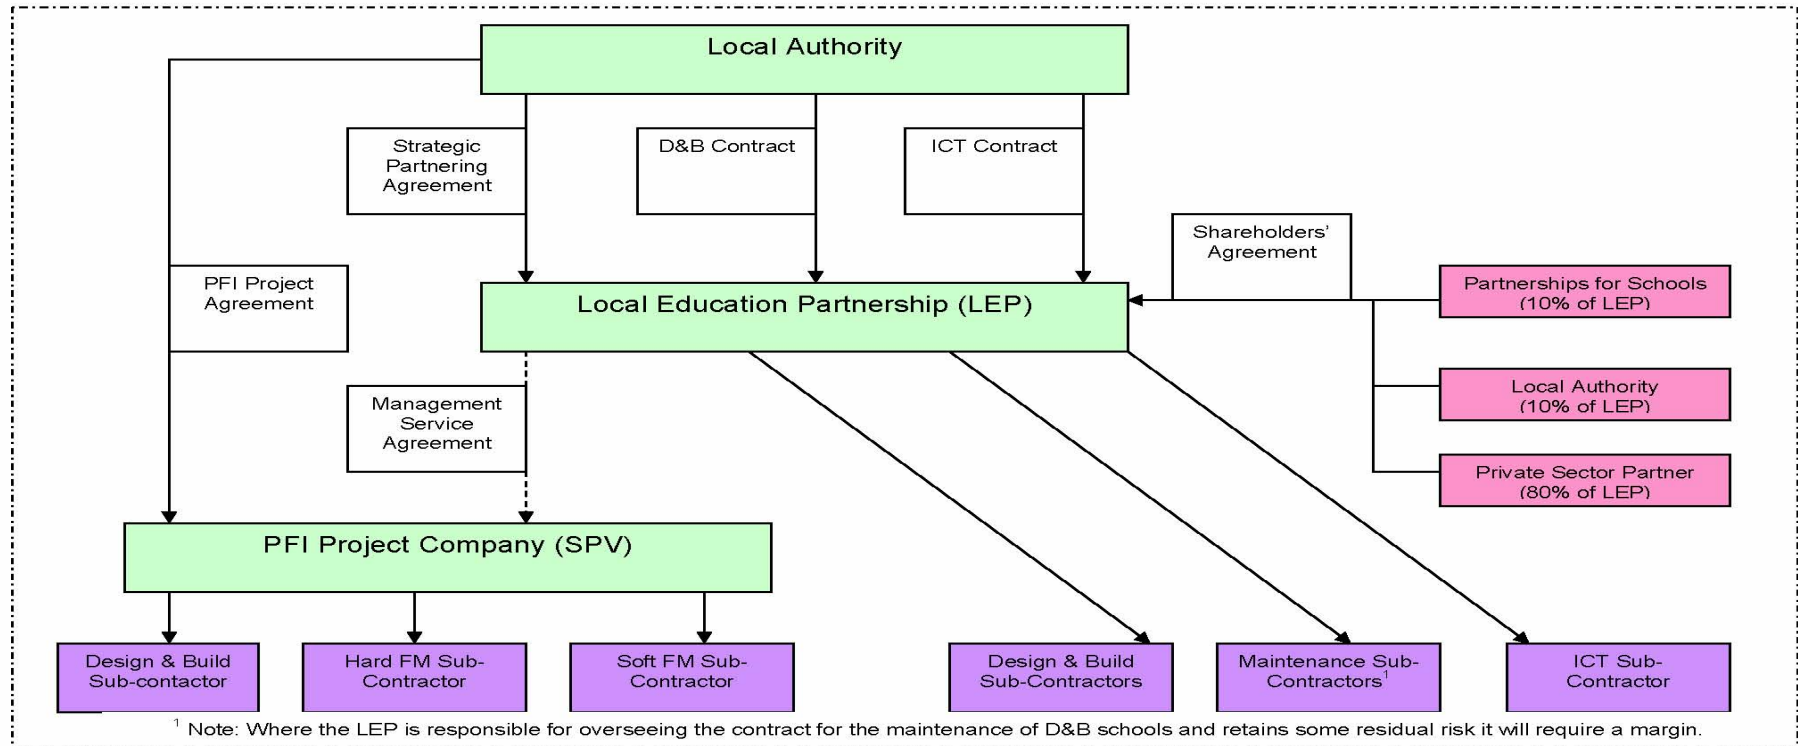 Local Authority
Strategic
Partnering
Agreement
D&B Contract
ICT Contract
Shareholders'
Agreement
PFI Project
Agreement
Partnerships for Schools
(10% of LEP)
Local Education Partnership (LEP)
Local Authority
(10% of LEP)
Management
Service
Agreement
Private Sector Partner
(80% of LEP)
PFI Project Company (SPV)
Design & Build
Sub-contactor
Hard FM Sub-
Contractor
Soft FM Sub-
Contractor
Design & Build
Sub-Contractors
Maintenance Sub-
Contractors¹
ICT Sub-
Contractor
¹ Note: Where the LEP is responsible for overseeing the contract for the maintenance of D&B schools and retains some residual risk it will require a margin.